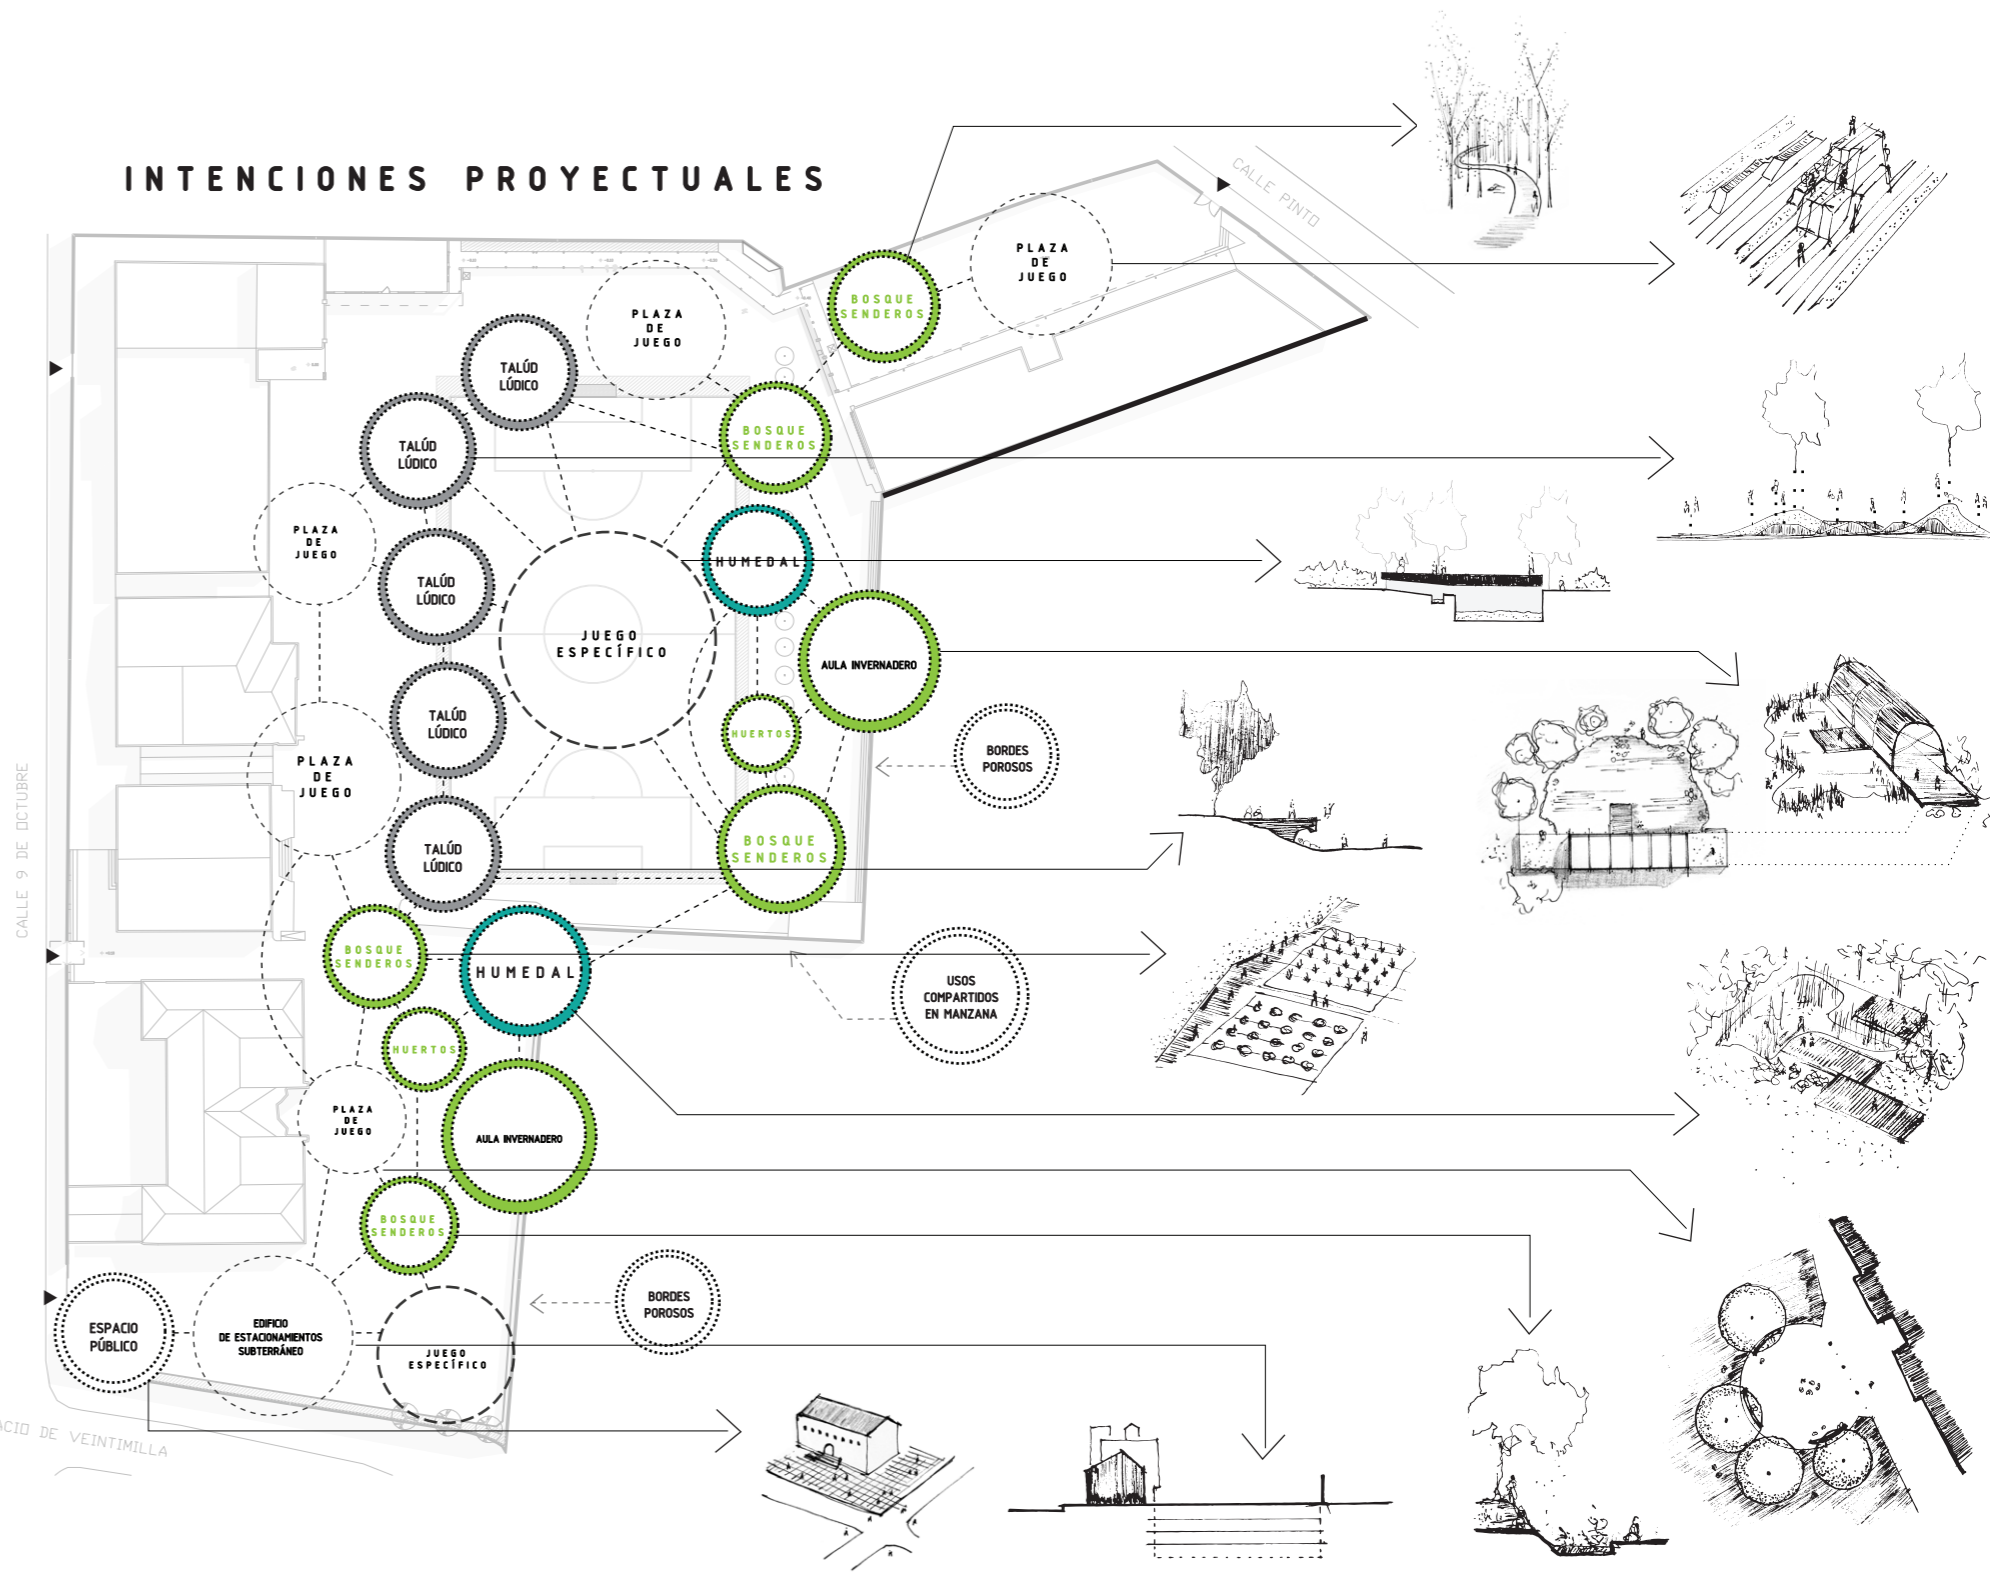 INTENCIONES PROYECTUALES
CALLE PINTO
PLAZA
DE
JUEGO
BOSQUE
SENDEROS
PLAZA
DE
JUEGO
TALÚD
LÚDICO
TALÚD
LÚDICO
BOSQUE
SENDEROS
PLAZA
DE
JUEGO
HUMEDAL
TALÚD
LÚDICO
JUEGO
ESPECÍFICO
AULA INVERNADERO
TALÚD
LÚDICO
HUERTOS
BORDES
POROSOS
PLAZA
DE
JUEGO
CALLE 9 DE OCTUBRE
TALÚD
LÚDICO
BOSQUE
SENDEROS
BOSQUE
SENDEROS
HUMEDAL
USOS
COMPARTIDOS
EN MANZANA
HUERTOS
PLAZA
DE
JUEGO
AULA INVERNADERO
BOSQUE
SENDEROS
BORDES
POROSOS
ESPACIO
PÚBLICO
EDIFICIO
DE ESTACIONAMIENTOS
SUBTERRÁNEO
JUEGO
ESPECÍFICO
ACIO DE VEINTIMILLA